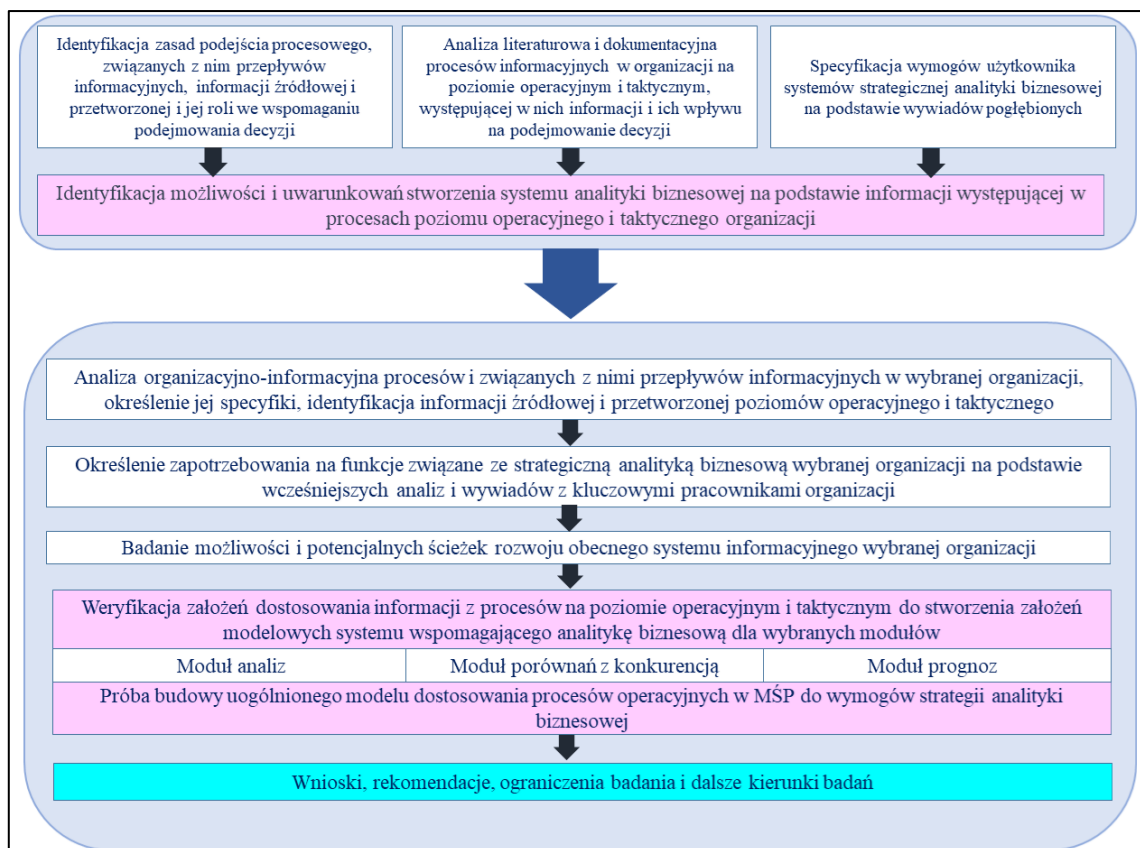 Identyfikacja zasad podejścia procesowego,
związanych z nim przepływów
informacyjnych, informacji źródłowej i
przetworzonej i jej roli we wspomaganiu
podejmowania decyzji
Analiza literaturowa i dokumentacyjna
procesów informacyjnych w organizacji na
poziomie operacyjnym i taktycznym,
występującej w nich informacji i ich wpływu
na podejmowanie decyzji
Specyfikacja wymogów użytkownika
systemów strategicznej analityki biznesowej
na podstawie wywiadów pogłębionych
Identyfikacja możliwości i uwarunkowań stworzenia systemu analityki biznesowej na podstawie informacji występującej w
procesach poziomu operacyjnego i taktycznego organizacji
Analiza organizacyjno-informacyjna procesów i związanych z nimi przepływów informacyjnych w wybranej organizacji,
określenie jej specyfiki, identyfikacja informacji źródłowej i przetworzonej poziomów operacyjnego i taktycznego
Określenie zapotrzebowania na funkcje związane ze strategiczną analityką biznesową wybranej organizacji na podstawie
wcześniejszych analiz i wywiadów z kluczowymi pracownikami organizacji
Badanie możliwości i potencjalnych ścieżek rozwoju obecnego systemu informacyjnego wybranej organizacji
Weryfikacja założeń dostosowania informacji z procesów na poziomie operacyjnym i taktycznym do stworzenia założeń
modelowych systemu wspomagającego analitykę biznesową dla wybranych modułów
Moduł analiz
Moduł porównań z konkurencją
Moduł prognoz
Próba budowy uogólnionego modelu dostosowania procesów operacyjnych w MŚP do wymogów strategii analityki
biznesowej
Wnioski, rekomendacje, ograniczenia badania i dalsze kierunki badań